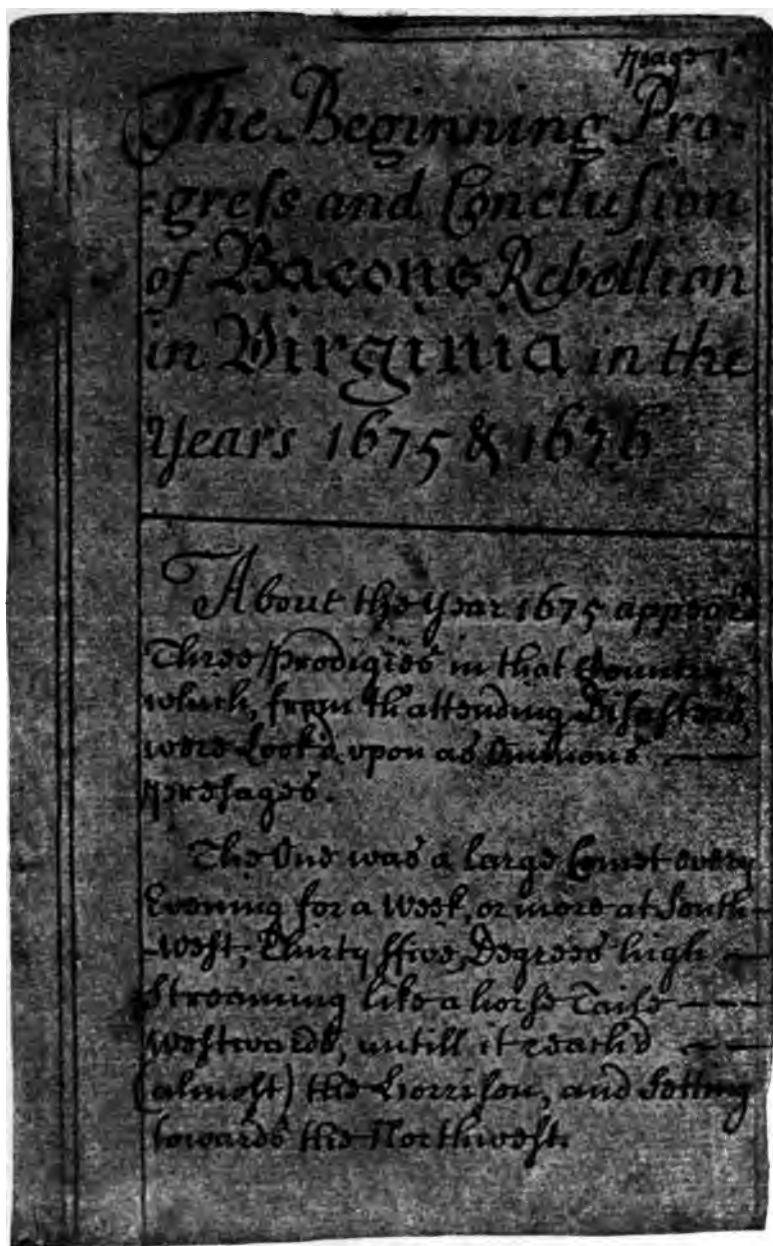 page 1.
The Beginning Pro-
-greſs and Concluſion
of Bacons Rebellion
in Virginia in the
Years 1675 & 1676
About the Year 1675 appear'd
Three Prodigies in that Country,
which, from th'attending Diſaſters,
were Look'd upon as Ominous
presages.
The One was a large Comet every
Evening for a Week, or more at South-
-weſt, Thirty ffive Degrees high
Streaming like a horſe Taile
weſtwards, untill it reach'd
(almoſt) the Horriſon, and Setting
towards the Northweſt.